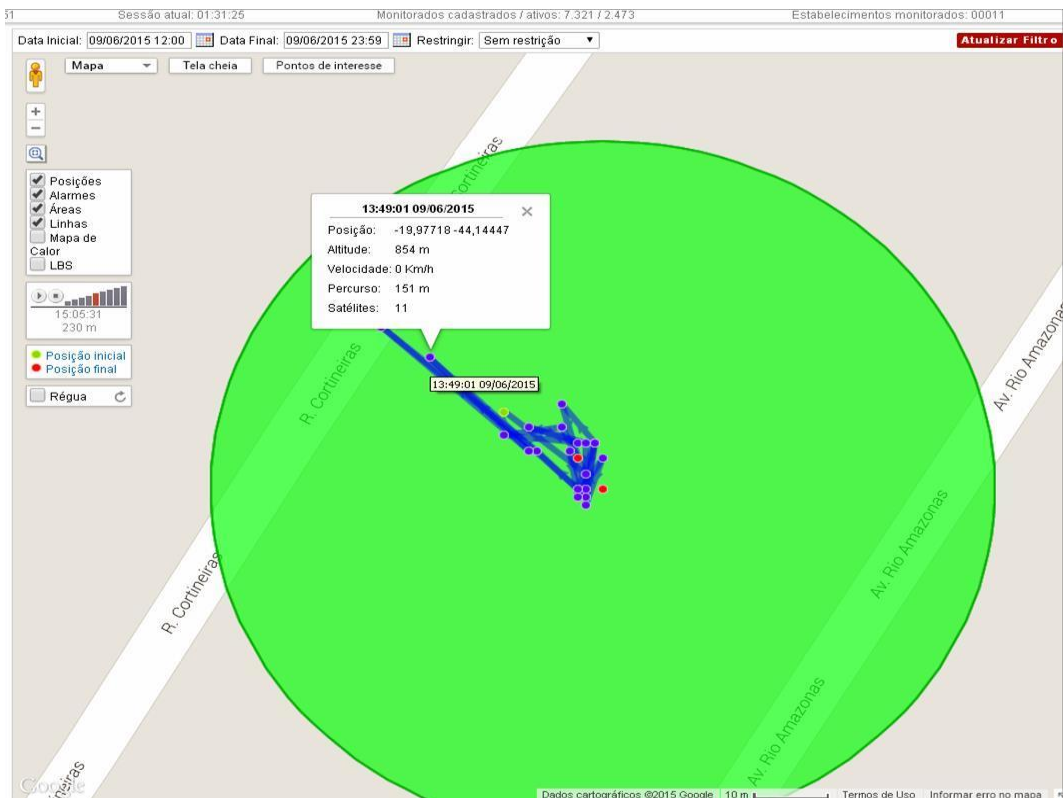 51 Sessão atual: 01:31:25 Monitorados cadastrados / ativos: 7.321 / 2.473 Estabelecimentos monitorados: 00011
Data Inicial: 09/06/2015 12:00 Data Final: 09/06/2015 23:59 Restringir: Sem restrição Atualizar Filtro
Mapa Tela cheia Pontos de interesse
+
−
Posições
Alarmes
Áreas
Linhas
Mapa de
Calor
LBS
15:05:31
230 m
Posição inicial
Posição final
Régua
13:49:01 09/06/2015 ×
Posição: -19,97718 -44,14447
Altitude: 854 m
Velocidade: 0 Km/h
Percurso: 151 m
Satélites: 11
13:49:01 09/06/2015
Cortineiras
R. Cortineiras
R. Cortineiras
neiras
Av. Rio Amazonas
Av. Rio Amazonas
Av. Rio Amazonas
Google
Dados cartográficos ©2015 Google 10 m Termos de Uso Informar erro no mapa